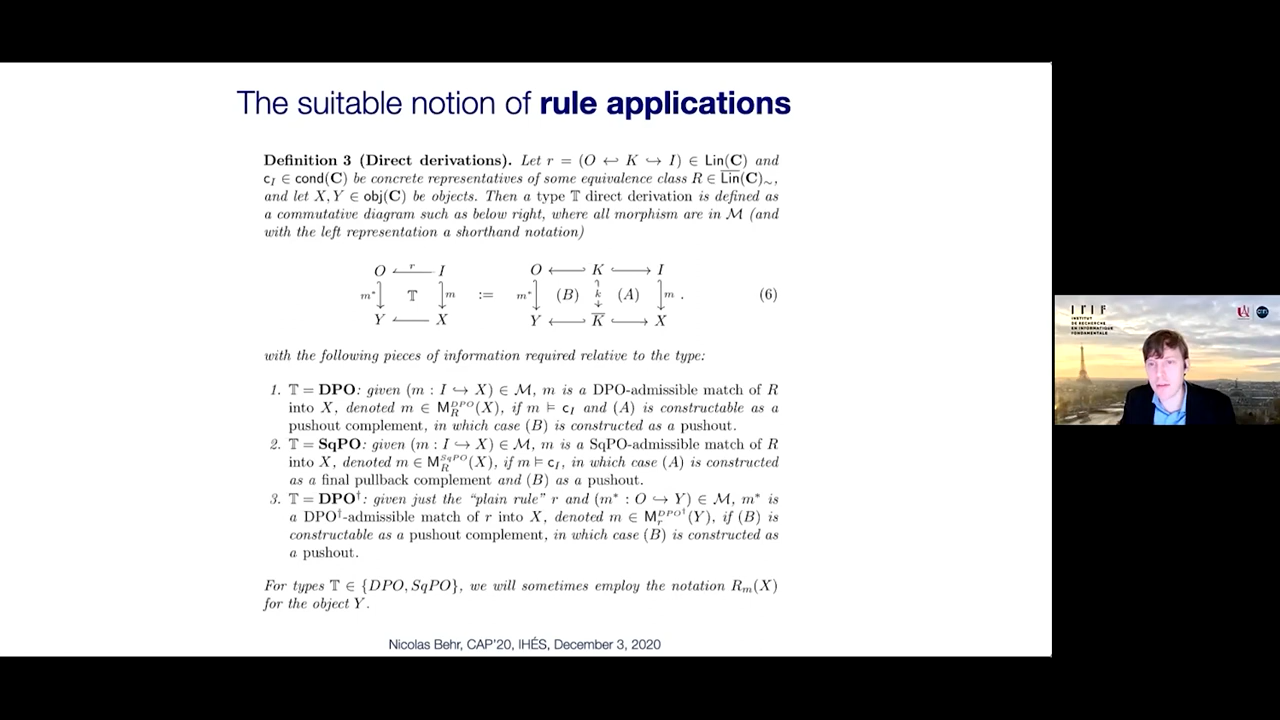 The suitable notion of rule applications
Definition 3 (Direct derivations). Let r = (O ↩ K ↪ I) ∈ Lin(C) and
c_I ∈ cond(C) be concrete representatives of some equivalence class R ∈ \overline{Lin}(C)_∼,
and let X, Y ∈ obj(C) be objects. Then a type 𝕋 direct derivation is defined as
a commutative diagram such as below right, where all morphism are in M (and
with the left representation a shorthand notation)
O r I O K I
m* 𝕋 m := m* (B) k (A) m . (6)
Y X Y \overline{K} X
with the following pieces of information required relative to the type:
1. 𝕋 = DPO: given (m : I ↪ X) ∈ M, m is a DPO-admissible match of R
into X, denoted m ∈ M_R^{DPO}(X), if m ⊨ c_I and (A) is constructable as a
pushout complement, in which case (B) is constructed as a pushout.
2. 𝕋 = SqPO: given (m : I ↪ X) ∈ M, m is a SqPO-admissible match of R
into X, denoted m ∈ M_R^{SqPO}(X), if m ⊨ c_I, in which case (A) is constructed
as a final pullback complement and (B) as a pushout.
3. 𝕋 = DPO†: given just the “plain rule” r and (m* : O ↪ Y) ∈ M, m* is
a DPO†-admissible match of r into X, denoted m ∈ M_r^{DPO†}(Y), if (B) is
constructable as a pushout complement, in which case (B) is constructed as
a pushout.
For types 𝕋 ∈ {DPO, SqPO}, we will sometimes employ the notation R_m(X)
for the object Y.
Nicolas Behr, CAP'20, IHÉS, December 3, 2020
IRIF
INSTITUT
DE RECHERCHE
EN INFORMATIQUE
FONDAMENTALE